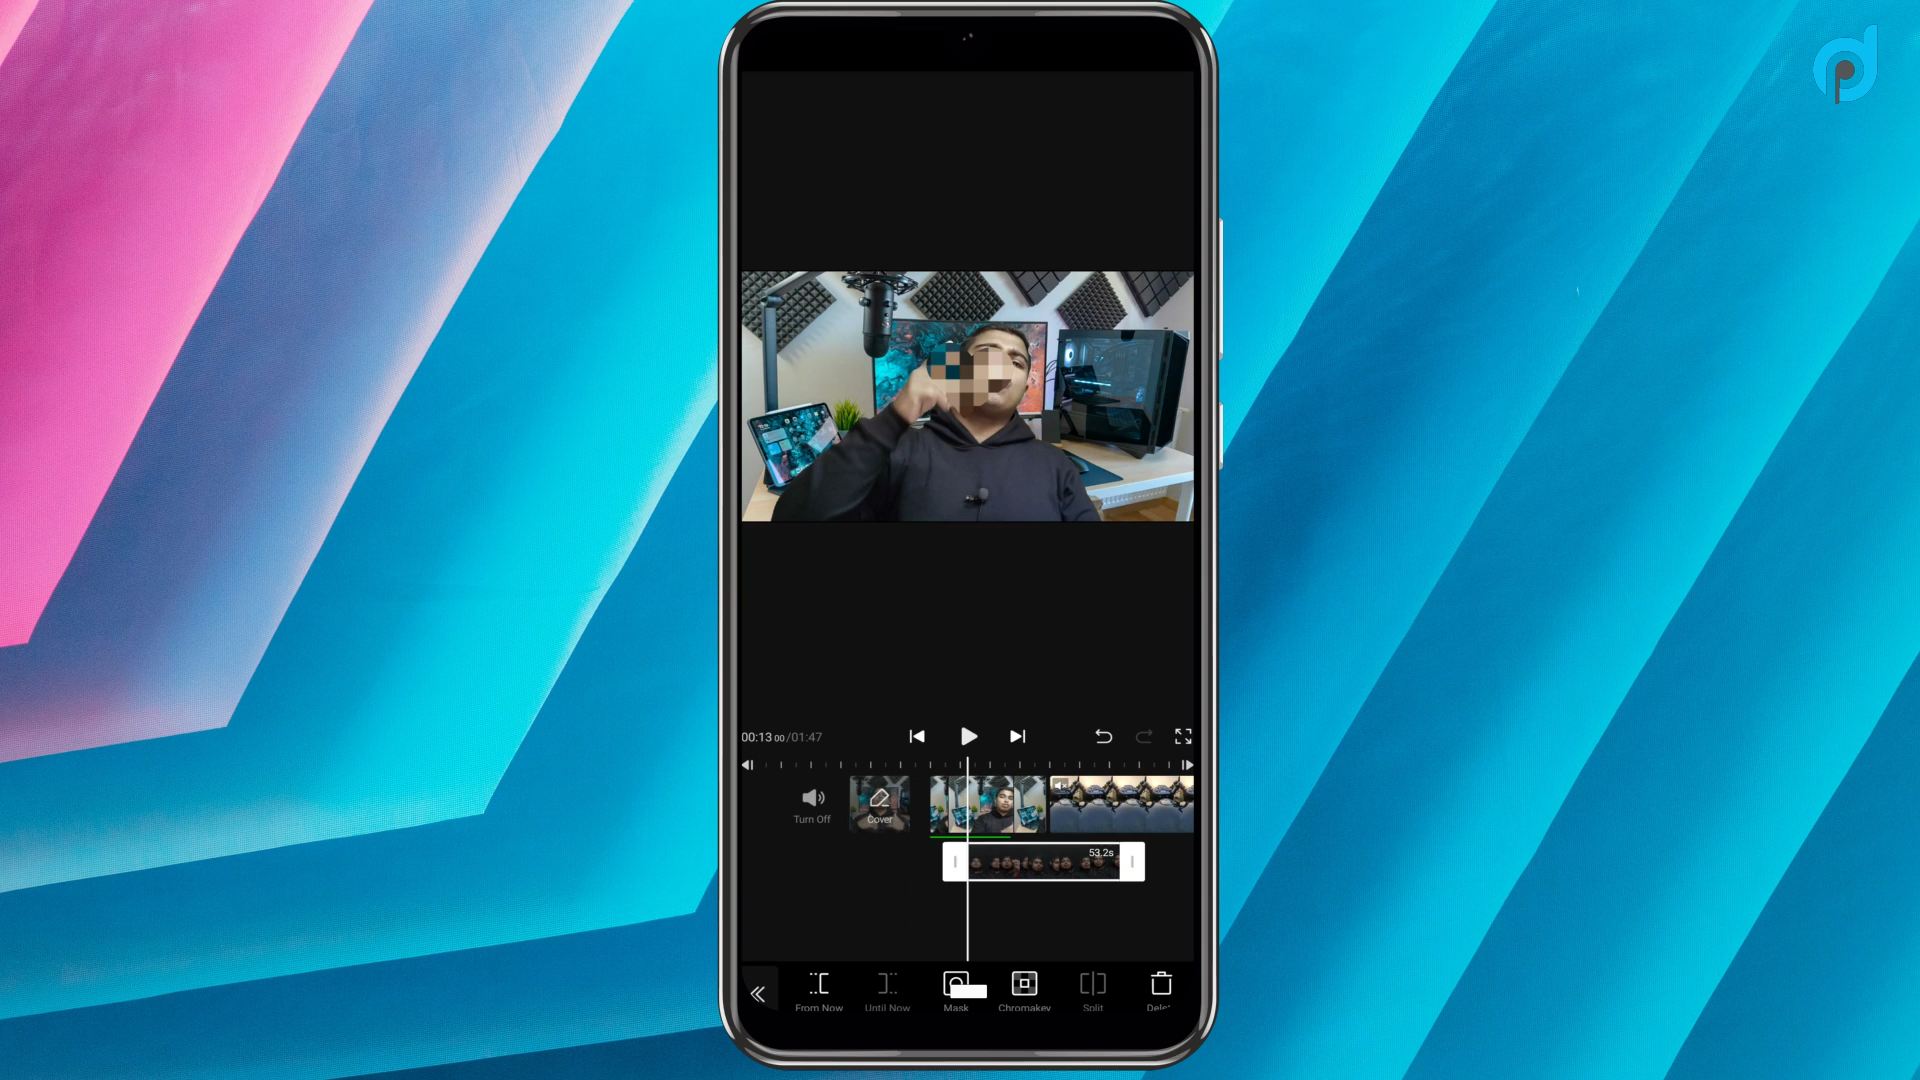 00:13 00 /01:47
Turn Off
Cover
53.2s
From Now
Until Now
Mask
Chromakey
Split